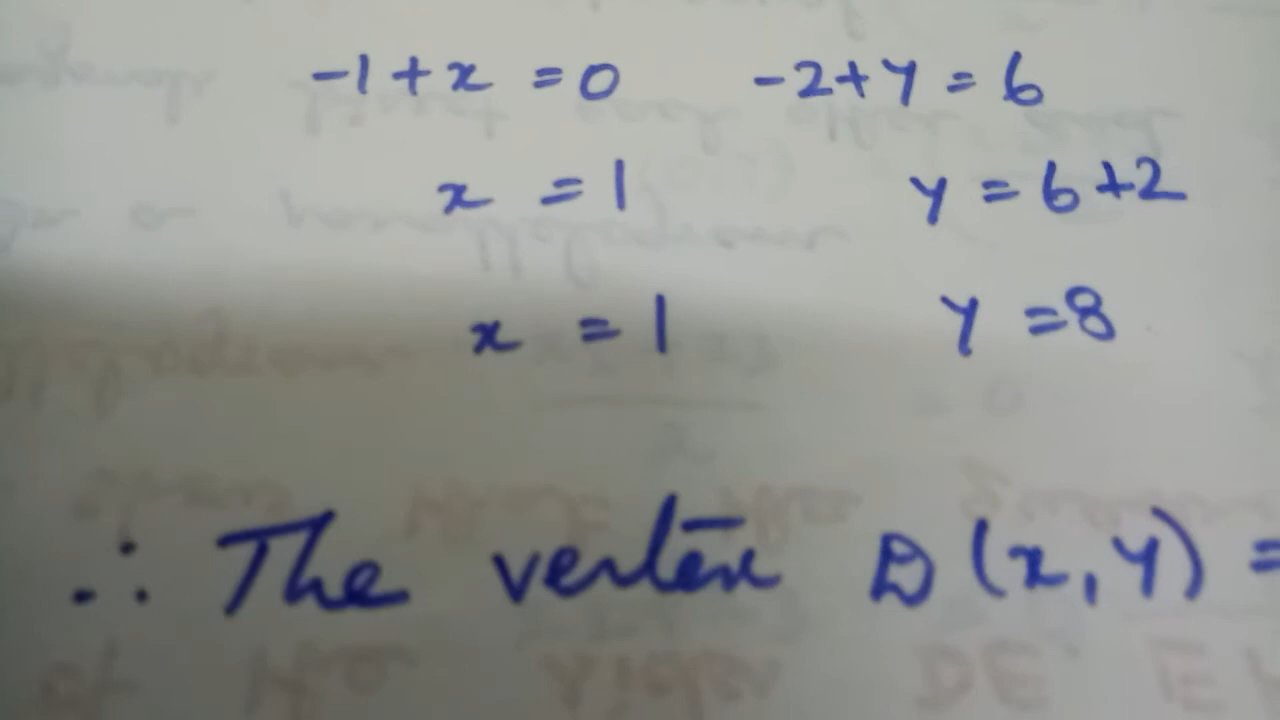 -1+x =0 -2+y = 6
x = 1 y = 6+2
x = 1 y =8
∴ The vertex D (x, y) =